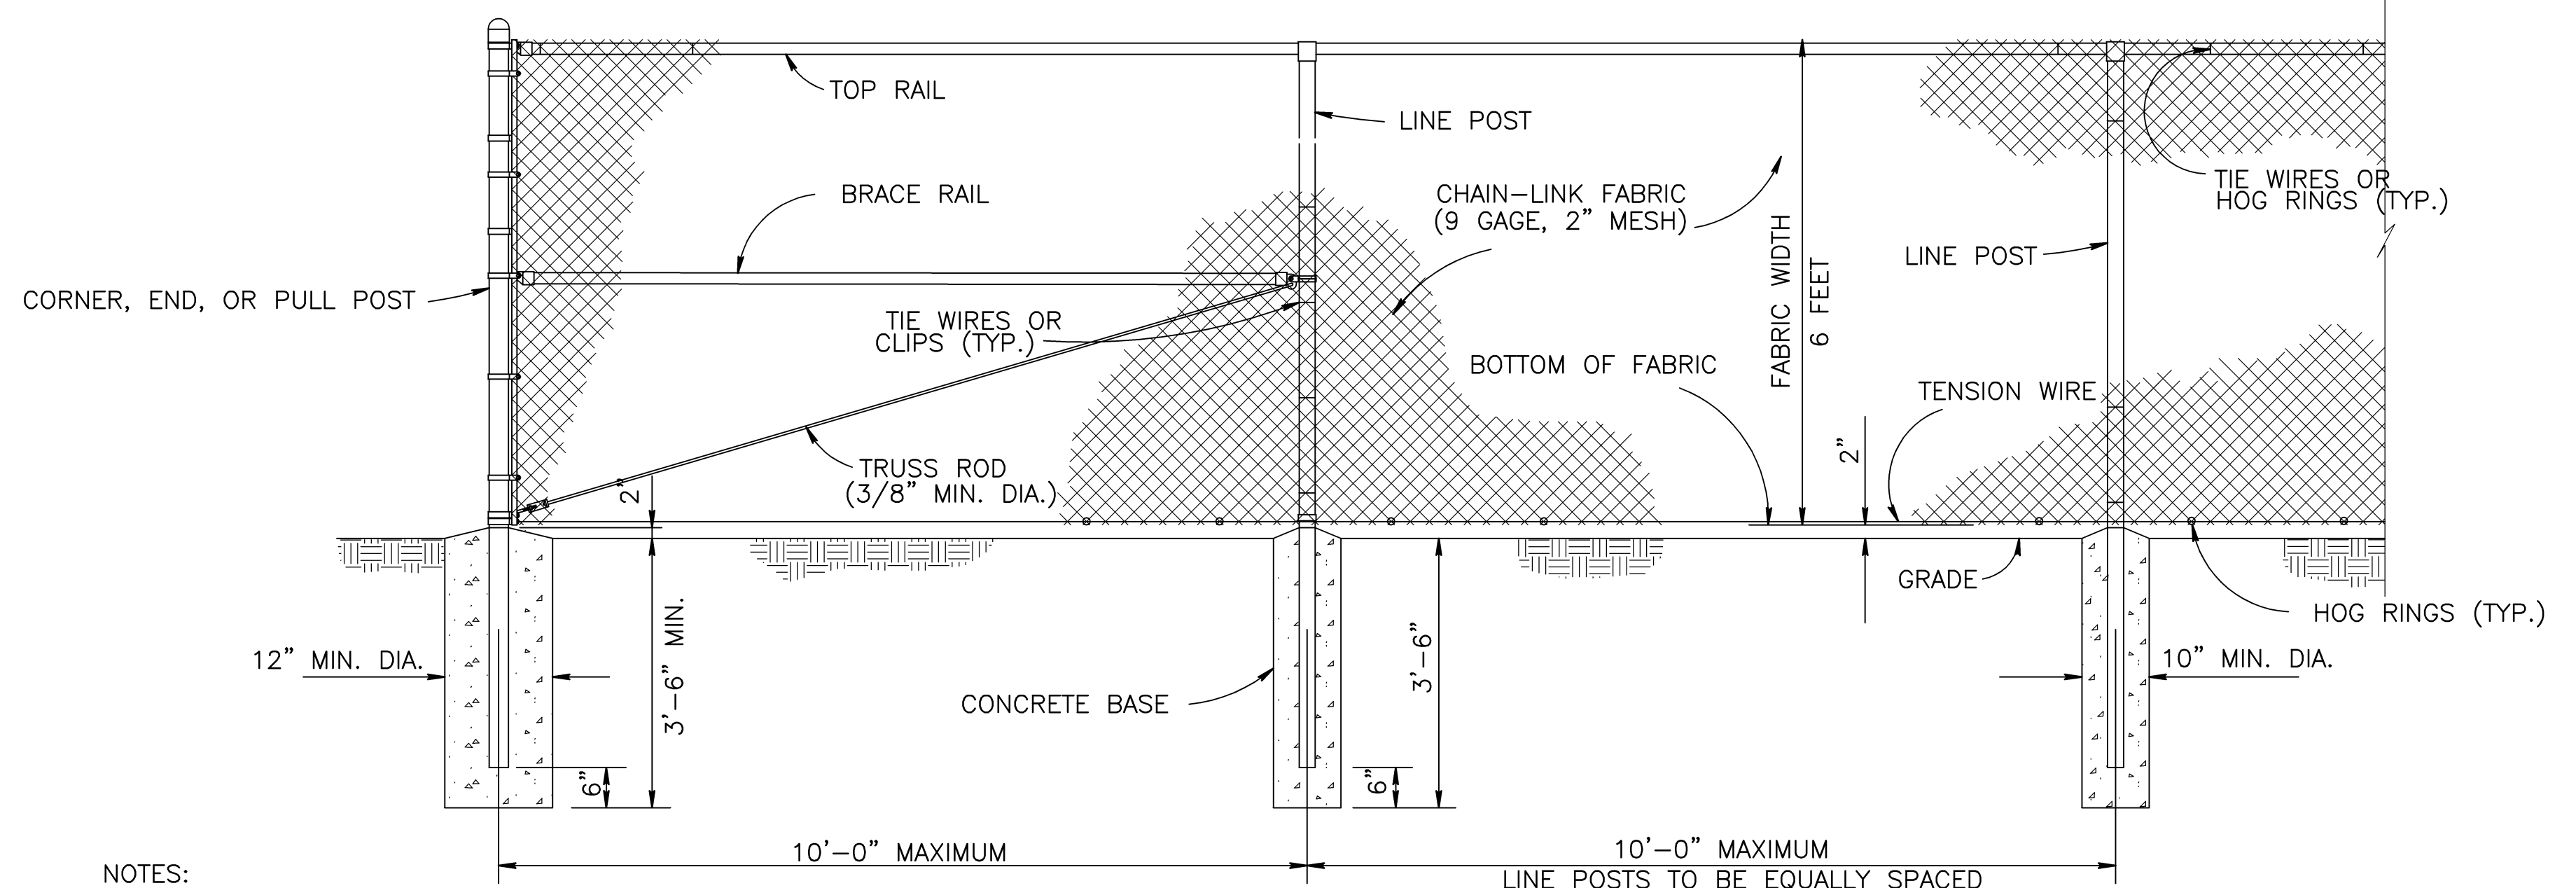 TOP RAIL
LINE POST
BRACE RAIL
CHAIN-LINK FABRIC
(9 GAGE, 2" MESH)
TIE WIRES OR
HOG RINGS (TYP.)
FABRIC WIDTH
6 FEET
LINE POST
CORNER, END, OR PULL POST
TIE WIRES OR
CLIPS (TYP.)
BOTTOM OF FABRIC
TENSION WIRE
2"
TRUSS ROD
(3/8" MIN. DIA.)
2"
GRADE
HOG RINGS (TYP.)
12" MIN. DIA.
3'-6" MIN.
3'-6"
10" MIN. DIA.
CONCRETE BASE
6"
6"
10'-0" MAXIMUM
10'-0" MAXIMUM
LINE POSTS TO BE EQUALLY SPACED
NOTES: